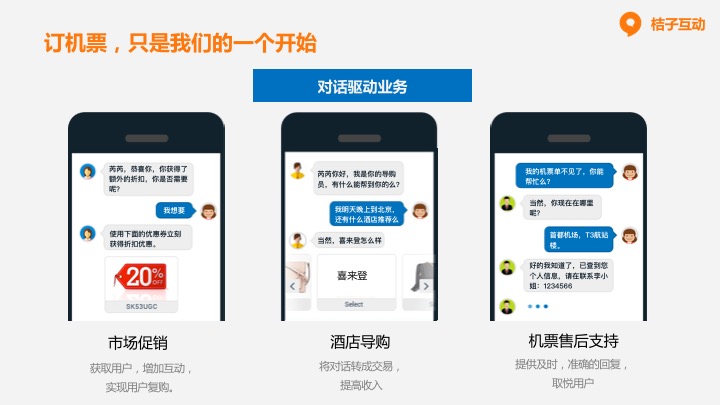 桔子互动
订机票，只是我们的一个开始
对话驱动业务
芮芮，恭喜你，你获得了
额外的折扣，你是否需要
呢？
我想要
使用下面的优惠券立刻
获得折扣优惠。
20%
OFF
SK53UGC
市场促销
获取用户，增加互动，
实现用户复购。
芮芮你好，我是你的导购
员，有什么能帮到你的么？
我明天晚上到北京，
还有什么酒店推荐么
当然，喜来登怎么样
喜来登
Select
酒店导购
将对话转成交易，
提高收入
我的机票单不见了，你能
帮忙么？
当然，你现在在哪里
呢？
首都机场，T3航站
楼。
好的我知道了，已查到您
个人信息，请在联系李小
姐：1234566
机票售后支持
提供及时，准确的回复，
取悦用户